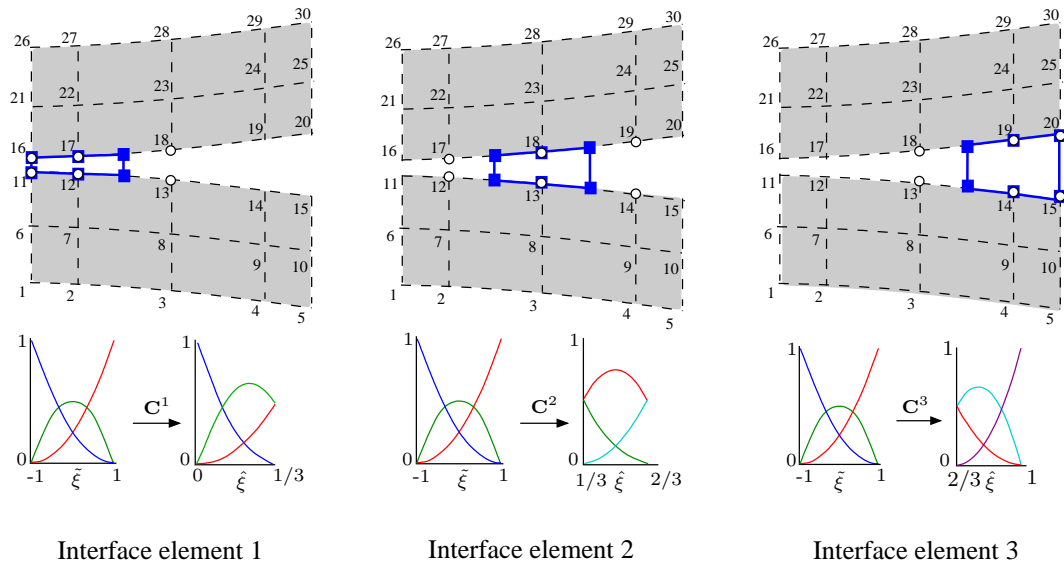 26 27 28 29 30
21 22 23 24 25
16 17 18 19 20
11 12 13 14 15
6 7 8 9 10
1 2 3 4 5
26 27 28 29 30
21 22 23 24 25
16 17 18 19 20
11 12 13 14 15
6 7 8 9 10
1 2 3 4 5
26 27 28 29 30
21 22 23 24 25
16 17 18 19 20
11 12 13 14 15
6 7 8 9 10
1 2 3 4 5
1 C¹ 1
0 0
-1 ξ̃ 1 0 ξ̂ 1/3
1 C² 1
0 0
-1 ξ̃ 1 1/3 ξ̂ 2/3
1 C³ 1
0 0
-1 ξ̃ 1 2/3 ξ̂ 1
Interface element 1
Interface element 2
Interface element 3